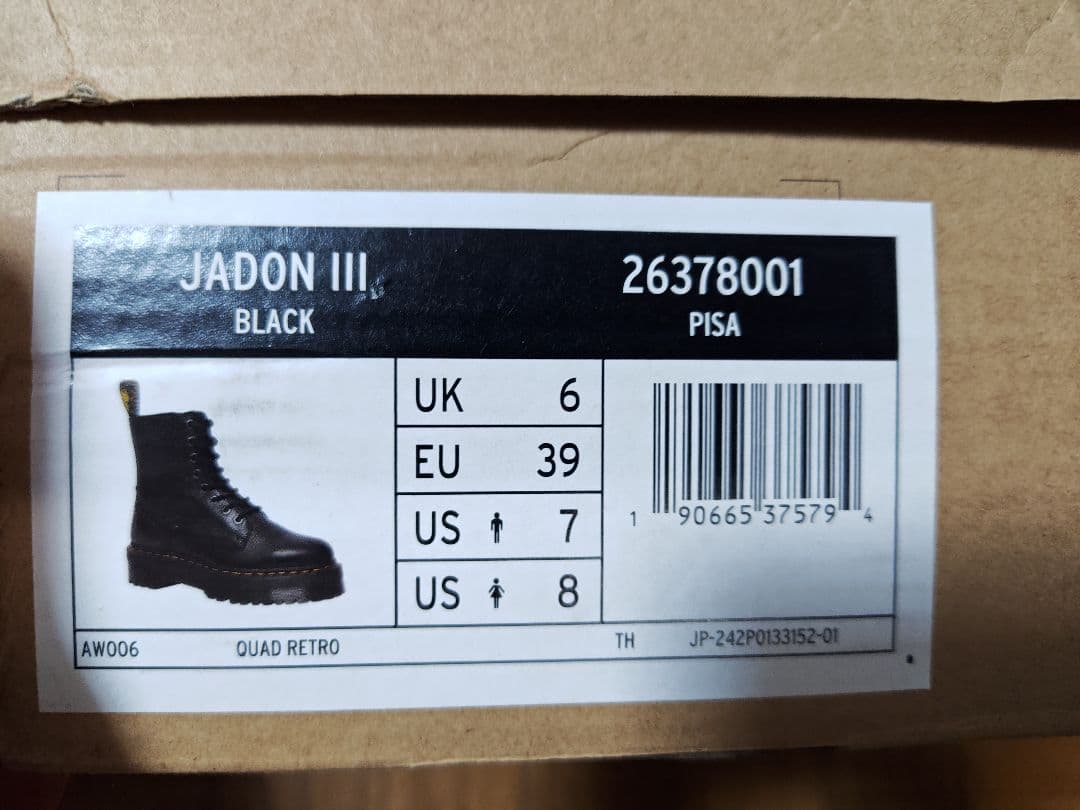 JADON III
BLACK
26378001
PISA
UK 6
EU 39
US 7
US 8
1 90665 37579 4
AW006 QUAD RETRO TH JP-242P0133152-01